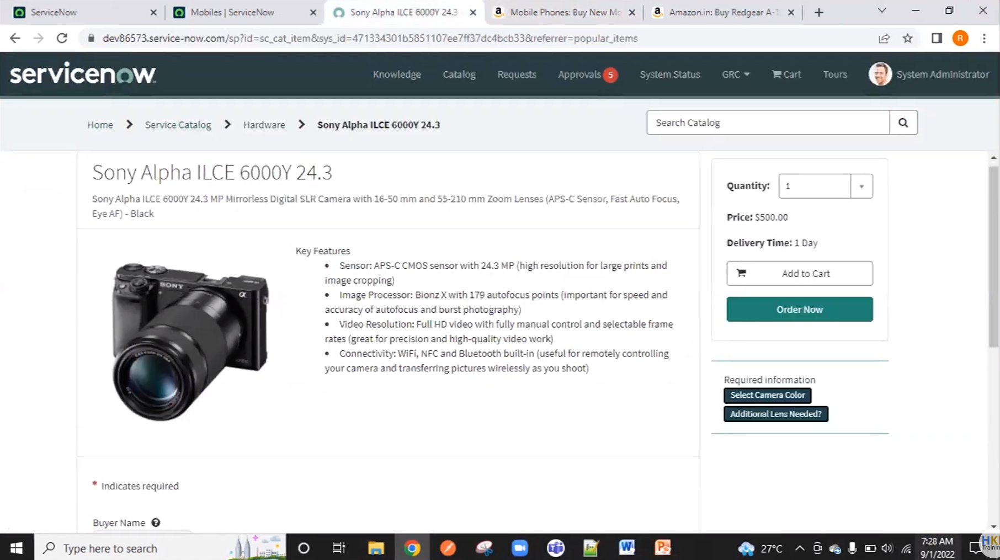 ServiceNow
Mobiles | ServiceNow
Sony Alpha ILCE 6000Y 24.3
Mobile Phones: Buy New Mo
Amazon.in: Buy Redgear A-1
dev86573.service-now.com/sp?id=sc_cat_item&sys_id=471334301b5851107ee7ff37dc4bcb33&referrer=popular_items
R
servicenow
Knowledge
Catalog
Requests
Approvals 5
System Status
GRC
Cart
Tours
System Administrator
Home
Service Catalog
Hardware
Sony Alpha ILCE 6000Y 24.3
Search Catalog
Sony Alpha ILCE 6000Y 24.3
Sony Alpha ILCE 6000Y 24.3 MP Mirrorless Digital SLR Camera with 16-50 mm and 55-210 mm Zoom Lenses (APS-C Sensor, Fast Auto Focus,
Eye AF) - Black
SONY
α
Key Features
• Sensor: APS-C CMOS sensor with 24.3 MP (high resolution for large prints and
image cropping)
• Image Processor: Bionz X with 179 autofocus points (important for speed and
accuracy of autofocus and burst photography)
• Video Resolution: Full HD video with fully manual control and selectable frame
rates (great for precision and high-quality video work)
• Connectivity: WiFi, NFC and Bluetooth built-in (useful for remotely controlling
your camera and transferring pictures wirelessly as you shoot)
Quantity: 1
Price: $500.00
Delivery Time: 1 Day
Add to Cart
Order Now
Required information
Select Camera Color
Additional Lens Needed?
* Indicates required
Buyer Name
Type here to search
27°C
7:28 AM
9/1/2022